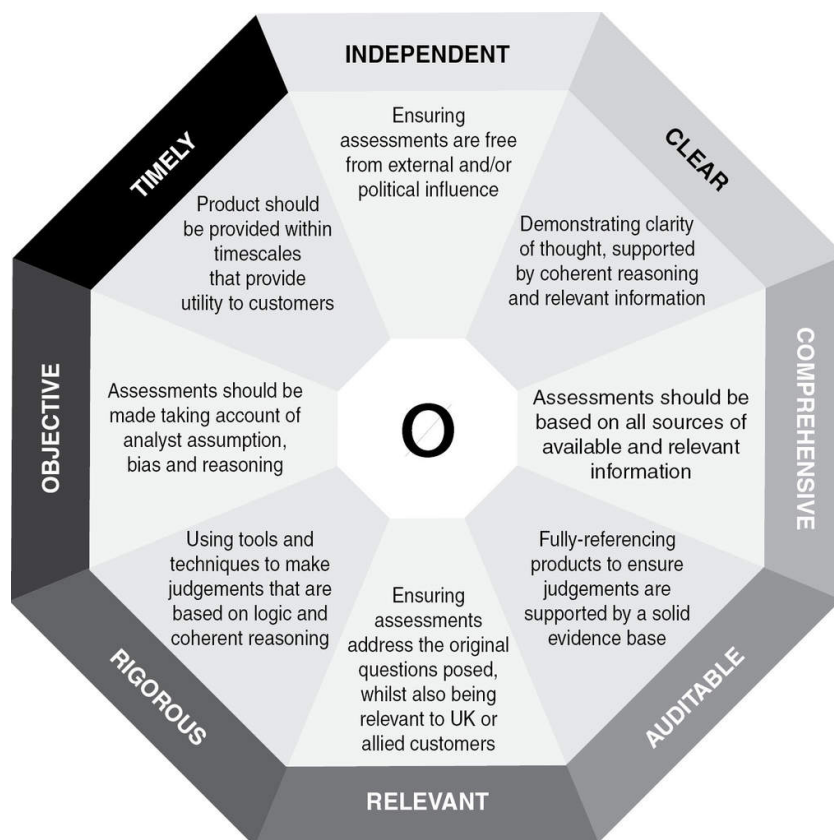 INDEPENDENT
Ensuring
assessments are free
from external and/or
political influence
CLEAR
Demonstrating clarity
of thought, supported
by coherent reasoning
and relevant information
COMPREHENSIVE
Assessments should be
based on all sources of
available and relevant
information
AUDITABLE
Fully-referencing
products to ensure
judgements are
supported by a solid
evidence base
RELEVANT
Ensuring
assessments
address the original
questions posed,
whilst also being
relevant to UK or
allied customers
RIGOROUS
Using tools and
techniques to make
judgements that are
based on logic and
coherent reasoning
OBJECTIVE
Assessments should be
made taking account of
analyst assumption,
bias and reasoning
TIMELY
Product should
be provided within
timescales
that provide
utility to customers
O